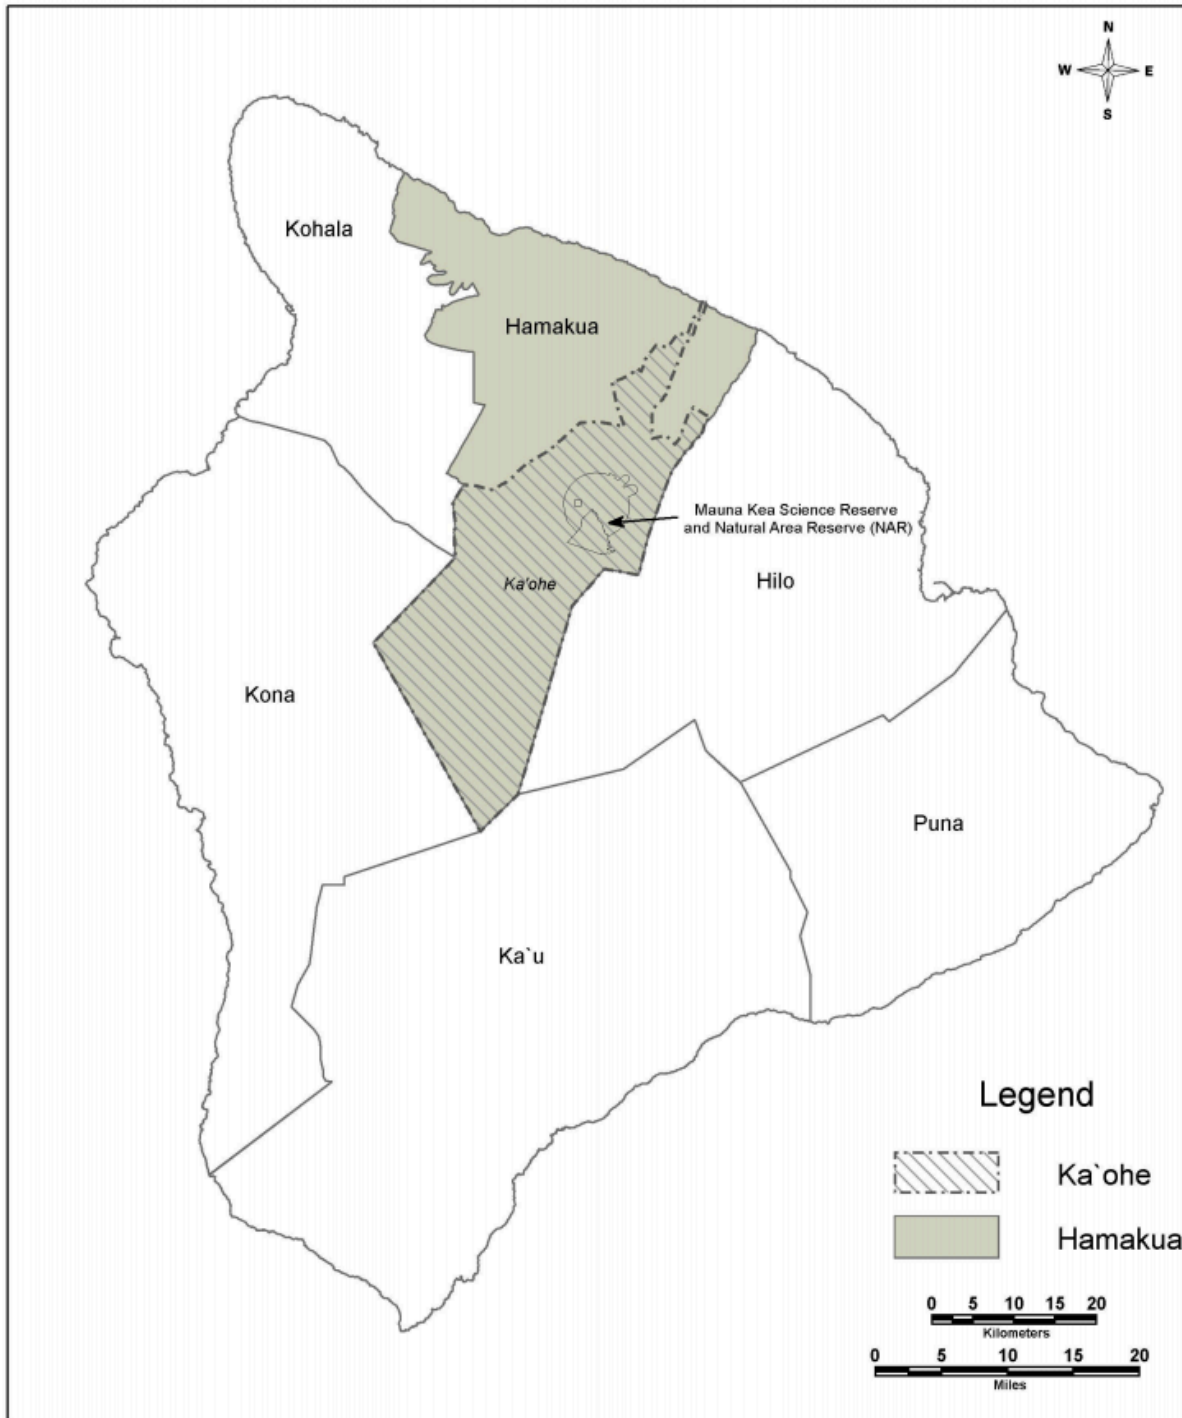 N
W E
S
Kohala
Hamakua
Mauna Kea Science Reserve
and Natural Area Reserve (NAR)
Ka'ohe
Hilo
Kona
Puna
Ka`u
Legend
Ka`ohe
Hamakua
0 5 10 15 20
Kilometers
0 5 10 15 20
Miles